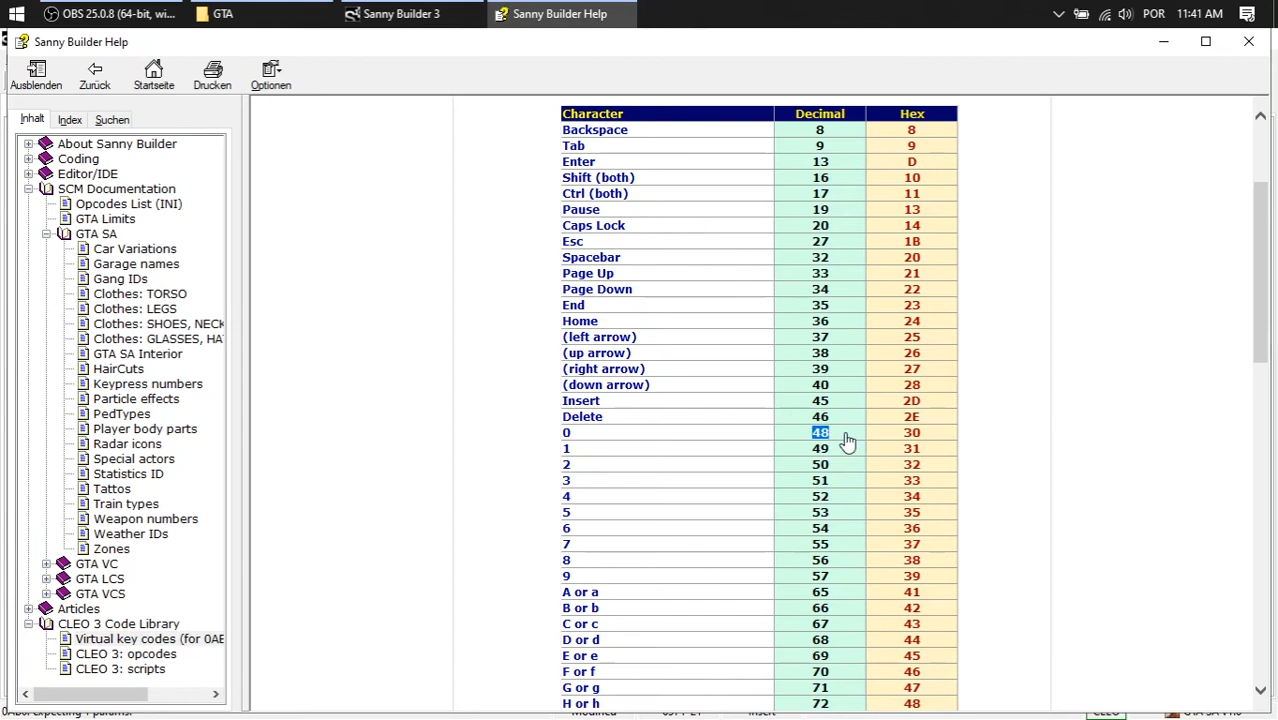 OBS 25.0.8 (64-bit, wi...
GTA
Sanny Builder 3
Sanny Builder Help
POR
11:41 AM
Sanny Builder Help
Ausblenden
Zurück
Startseite
Drucken
Optionen
Inhalt
Index
Suchen
About Sanny Builder
Coding
Editor/IDE
SCM Documentation
Opcodes List (INI)
GTA Limits
GTA SA
Car Variations
Garage names
Gang IDs
Clothes: TORSO
Clothes: LEGS
Clothes: SHOES, NECK
Clothes: GLASSES, HA
GTA SA Interior
HairCuts
Keypress numbers
Particle effects
PedTypes
Player body parts
Radar icons
Special actors
Statistics ID
Tattos
Train types
Weapon numbers
Weather IDs
Zones
GTA VC
GTA LCS
GTA VCS
Articles
CLEO 3 Code Library
Virtual key codes (for 0AB
CLEO 3: opcodes
CLEO 3: scripts
Character Decimal Hex
Backspace 8 8
Tab 9 9
Enter 13 D
Shift (both) 16 10
Ctrl (both) 17 11
Pause 19 13
Caps Lock 20 14
Esc 27 1B
Spacebar 32 20
Page Up 33 21
Page Down 34 22
End 35 23
Home 36 24
(left arrow) 37 25
(up arrow) 38 26
(right arrow) 39 27
(down arrow) 40 28
Insert 45 2D
Delete 46 2E
0 48 30
1 49 31
2 50 32
3 51 33
4 52 34
5 53 35
6 54 36
7 55 37
8 56 38
9 57 39
A or a 65 41
B or b 66 42
C or c 67 43
D or d 68 44
E or e 69 45
F or f 70 46
G or g 71 47
H or h 72 48